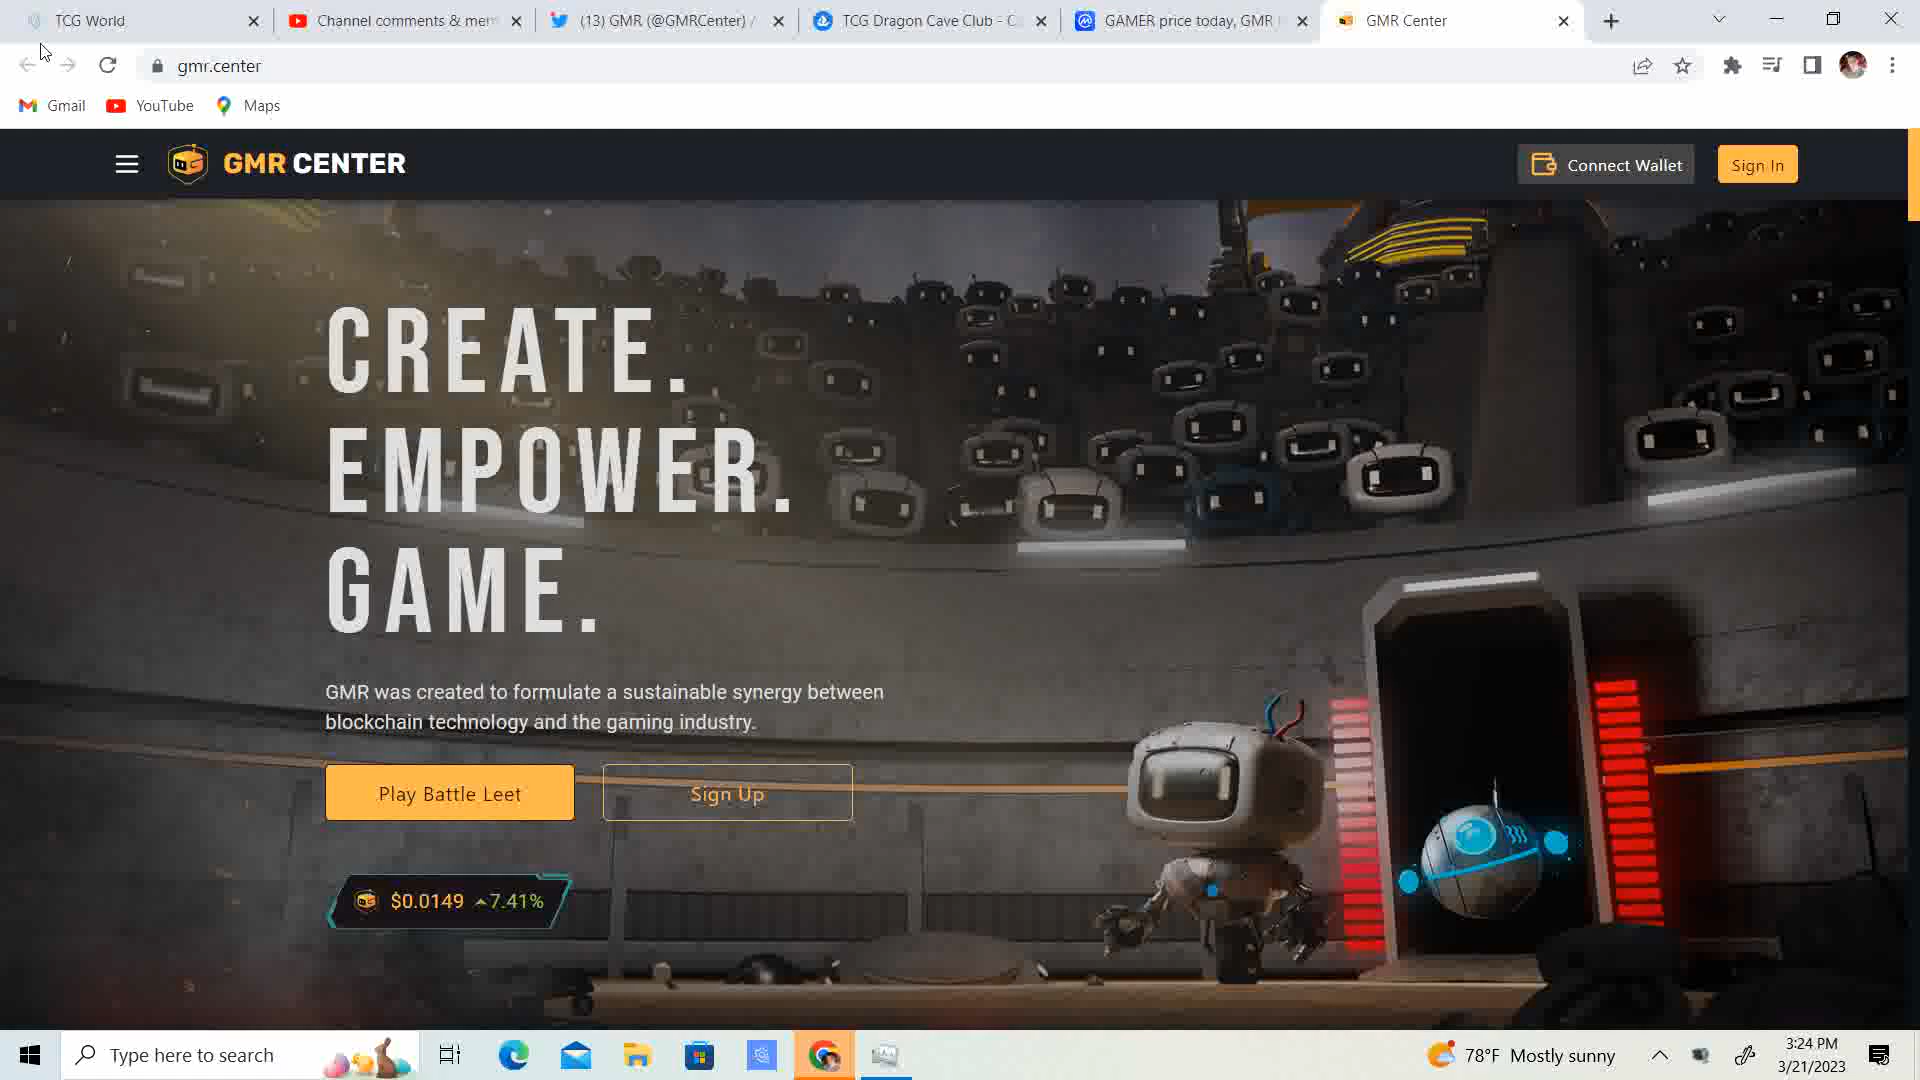 TCG World
Channel comments & mem
(13) GMR (@GMRCenter) /
TCG Dragon Cave Club - C
GAMER price today, GMR
GMR Center
gmr.center
Gmail
YouTube
Maps
GMR CENTER
Connect Wallet
Sign In
CREATE.
EMPOWER.
GAME.
GMR was created to formulate a sustainable synergy between
blockchain technology and the gaming industry.
Play Battle Leet
Sign Up
$0.0149 7.41%
Type here to search
78°F Mostly sunny
3:24 PM
3/21/2023